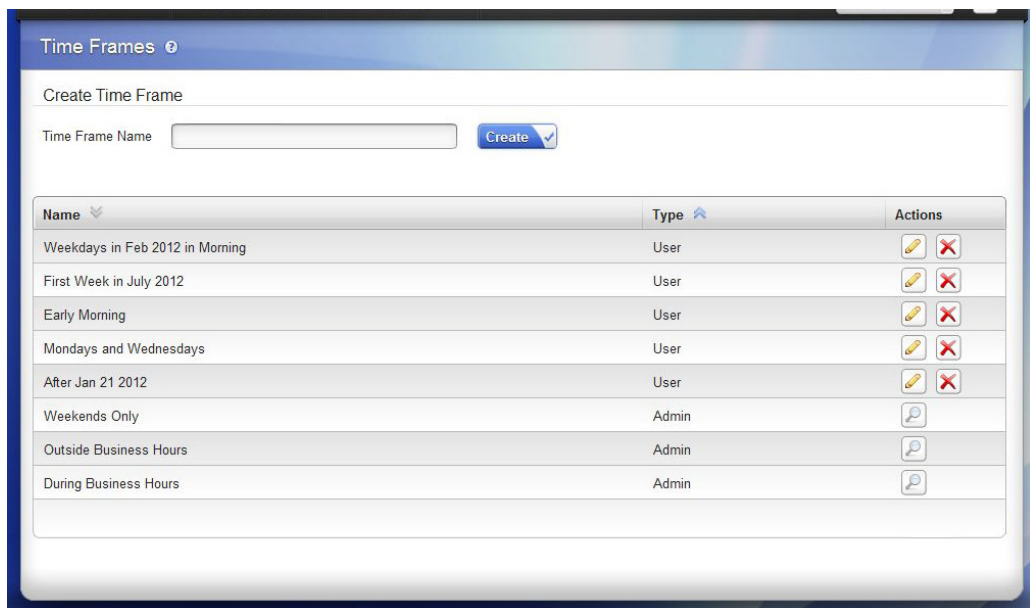 Time Frames ?
Create Time Frame
Time Frame Name Create
Name Type Actions
Weekdays in Feb 2012 in Morning User
First Week in July 2012 User
Early Morning User
Mondays and Wednesdays User
After Jan 21 2012 User
Weekends Only Admin
Outside Business Hours Admin
During Business Hours Admin